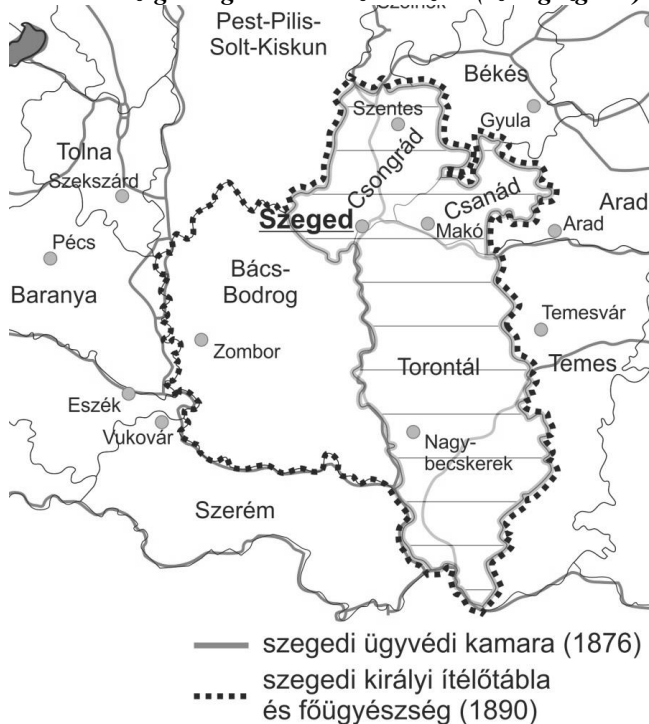 Pest-Pilis-
Solt-Kiskun
Békés
Szentes
Gyula
Tolna
Szekszárd
Csongrád
Csanád
Arad
Szeged
Makó
Arad
Pécs
Baranya
Bács-
Bodrog
Temesvár
Zombor
Torontál
Temes
Eszék
Vukovár
Nagy-
becskerek
Szerém
szegedi ügyvédi kamara (1876)
szegedi királyi ítélőtábla
és főügyészség (1890)